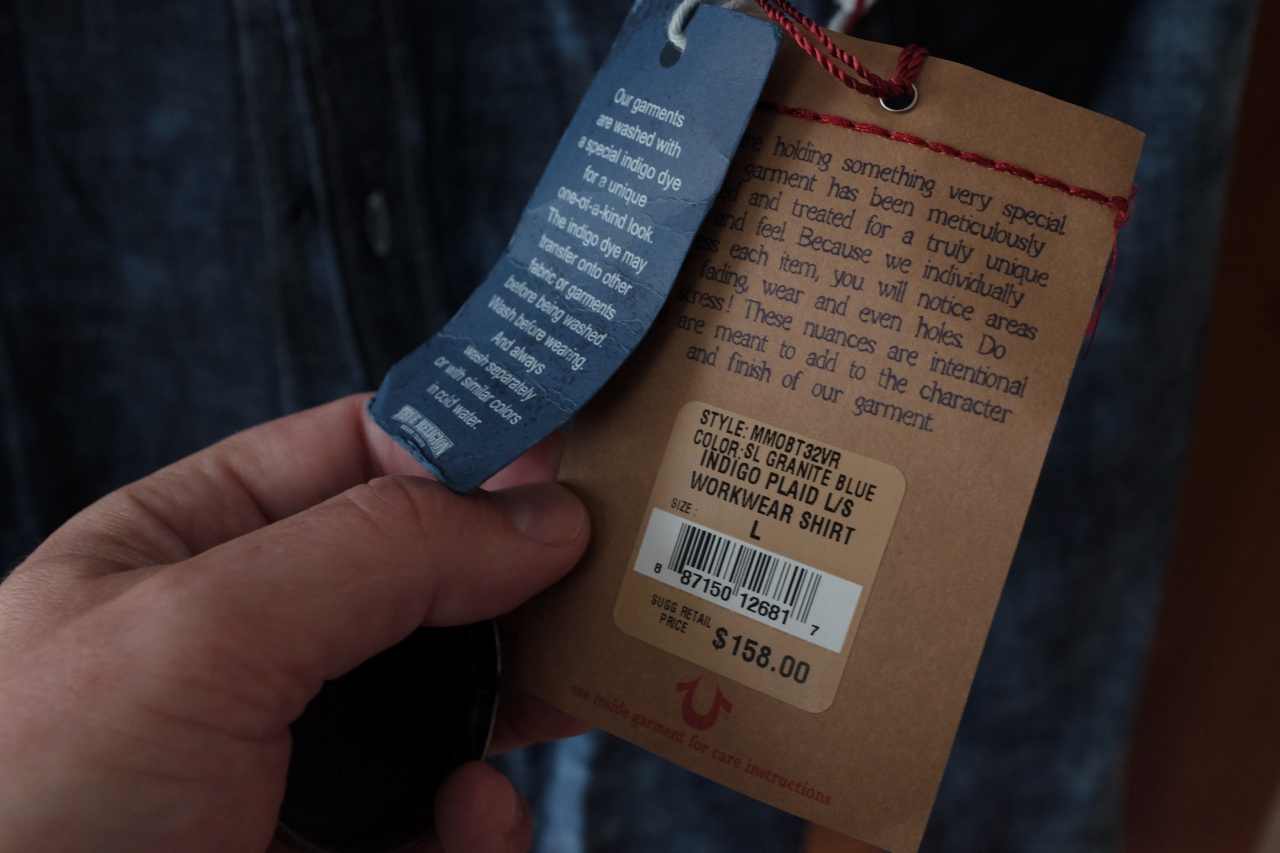 Our garments
are washed with
a special indigo dye
for a unique
one-of-a-kind look.
The indigo dye may
transfer onto other
fabric or garments
before being washed.
Wash before wearing.
And always
wash separately
or with similar colors
in cold water.
holding something very special.
garment has been meticulously
and treated for a truly unique
and feel. Because we individually
each item, you will notice areas
fading, wear and even holes. Do
stress! These nuances are intentional
are meant to add to the character
and finish of our garment.
STYLE: MMOBT32VR
COLOR:SL GRANITE BLUE
INDIGO PLAID L/S
WORKWEAR SHIRT
SIZE :
L
8 87150 12681 7
SUGG RETAIL
PRICE
$158.00
see inside garment for care instructions